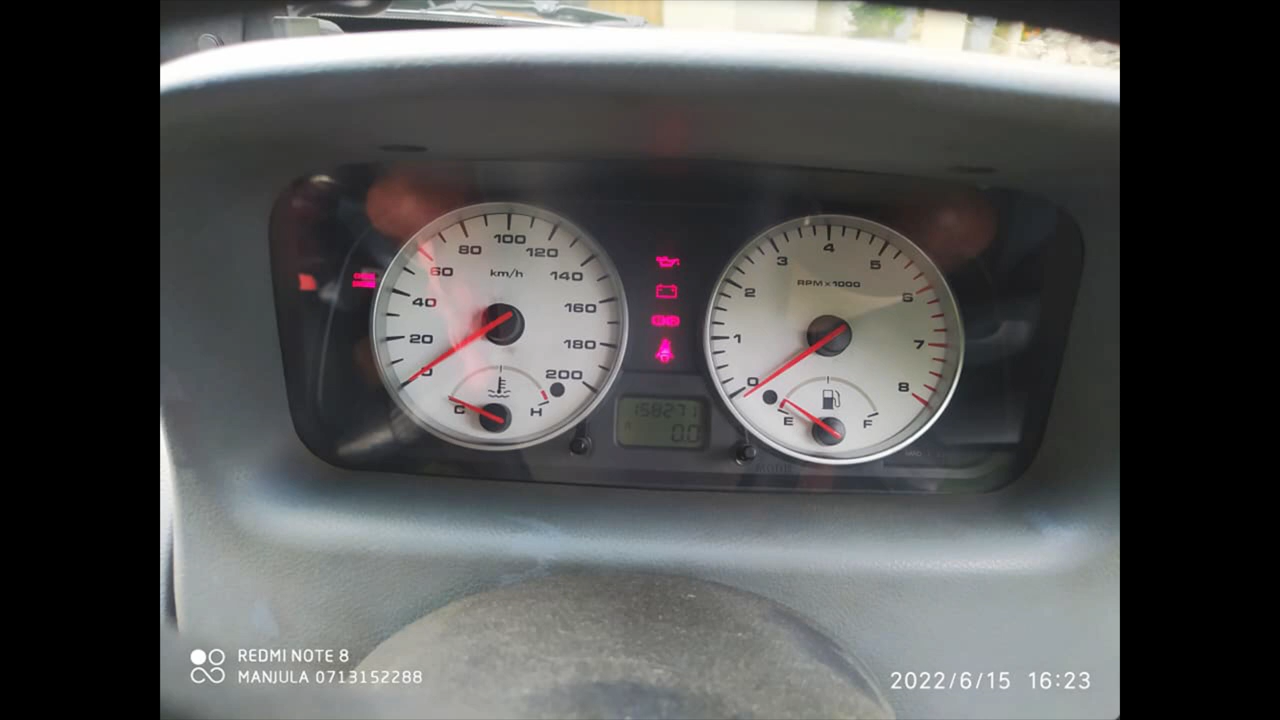 100
80 120
km/h
60 140
40 160
20 180
0 200
C H
158271
0.0
4
3 5
RPM x 1000
2 6
1 7
0 8
E F
REDMI NOTE 8
MANJULA 0713152288
2022/6/15 16:23